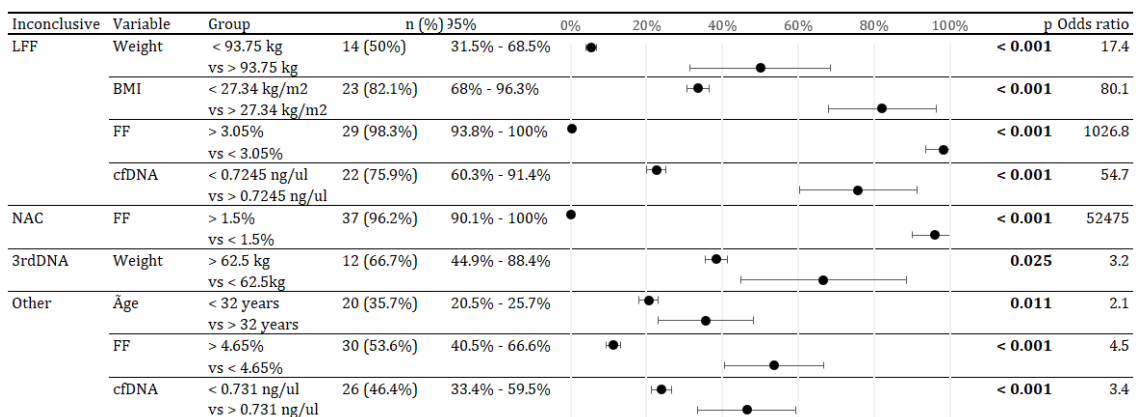 Inconclusive Variable Group n (%) 95% 0% 20% 40% 60% 80% 100% p Odds ratio
LFF Weight < 93.75 kg 14 (50%) 31.5% - 68.5% < 0.001 17.4
vs > 93.75 kg
BMI < 27.34 kg/m2 23 (82.1%) 68% - 96.3% < 0.001 80.1
vs > 27.34 kg/m2
FF > 3.05% 29 (98.3%) 93.8% - 100% < 0.001 1026.8
vs < 3.05%
cfDNA < 0.7245 ng/ul 22 (75.9%) 60.3% - 91.4% < 0.001 54.7
vs > 0.7245 ng/ul
NAC FF > 1.5% 37 (96.2%) 90.1% - 100% < 0.001 52475
vs < 1.5%
3rdDNA Weight > 62.5 kg 12 (66.7%) 44.9% - 88.4% 0.025 3.2
vs < 62.5kg
Other Ãge < 32 years 20 (35.7%) 20.5% - 25.7% 0.011 2.1
vs > 32 years
FF > 4.65% 30 (53.6%) 40.5% - 66.6% < 0.001 4.5
vs < 4.65%
cfDNA < 0.731 ng/ul 26 (46.4%) 33.4% - 59.5% < 0.001 3.4
vs > 0.731 ng/ul